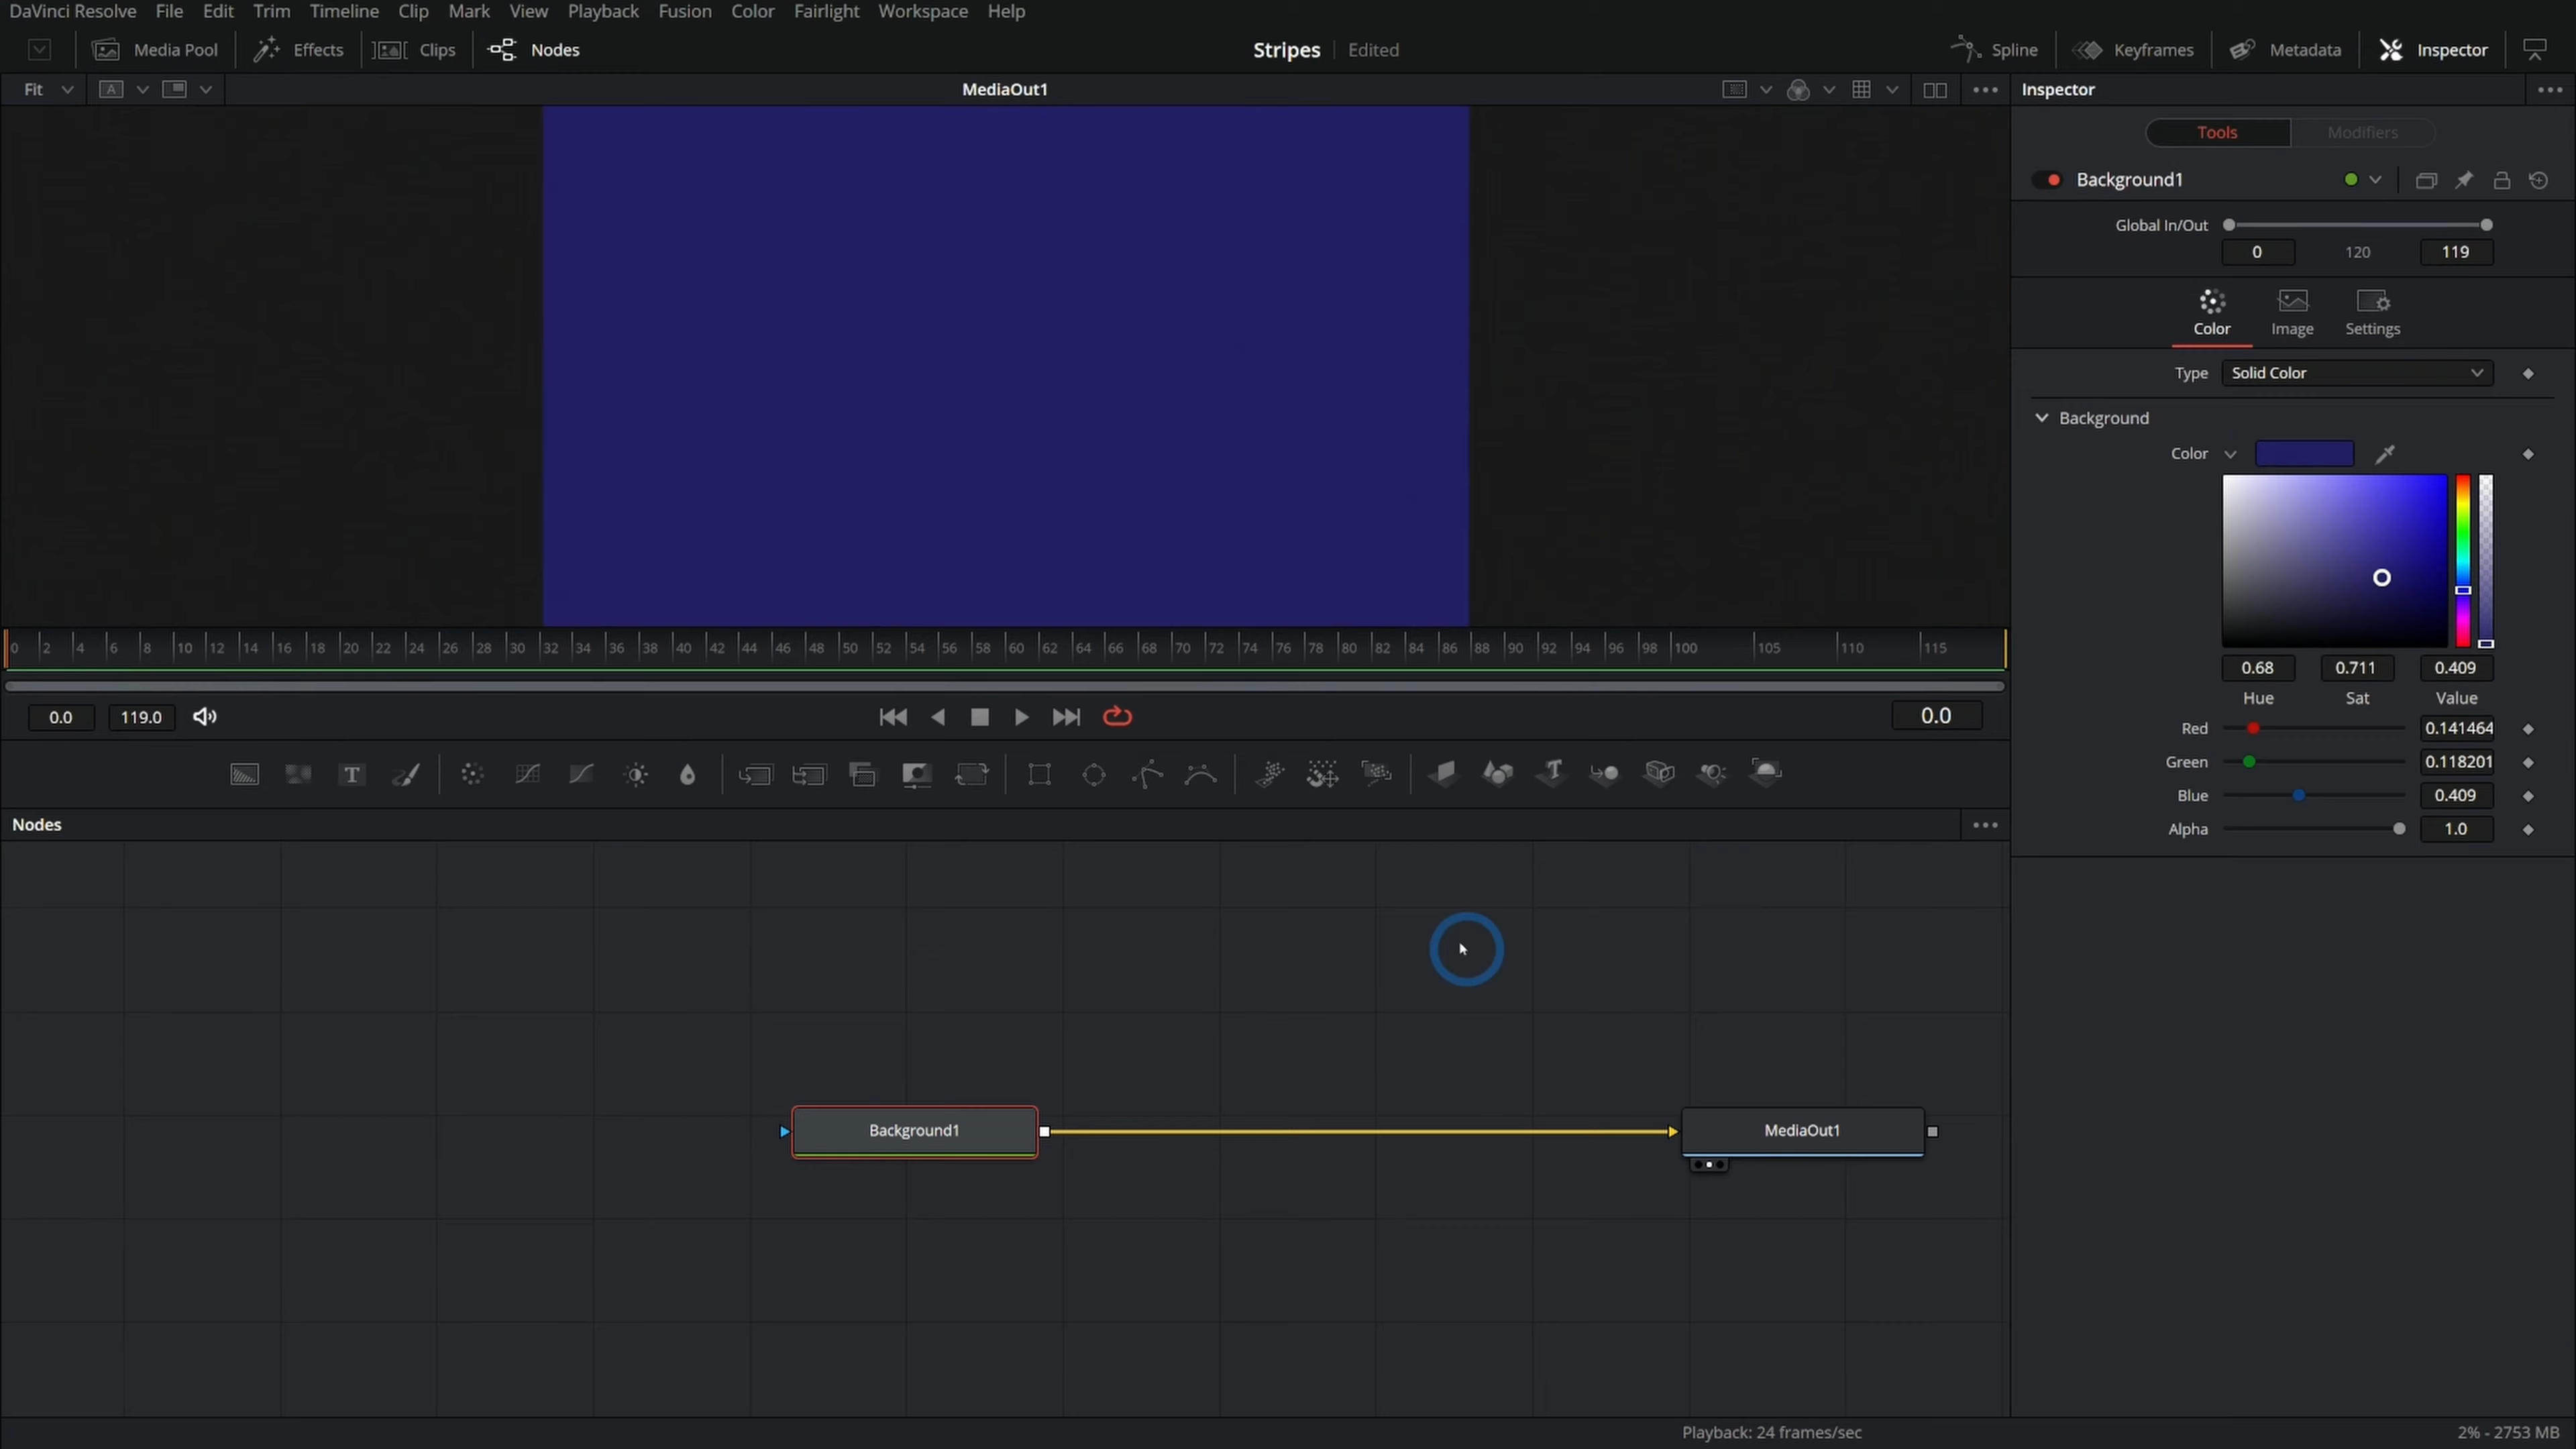 DaVinci Resolve File Edit Trim Timeline Clip Mark View Playback Fusion Color Fairlight Workspace Help
Media Pool Effects Clips Nodes Stripes Edited Spline Keyframes Metadata Inspector
Fit A MediaOut1 Inspector
Tools Modifiers
Background1
Global In/Out
0 120 119
Color Image Settings
Type Solid Color
Background
Color
0.68 0.711 0.409
Hue Sat Value
Red 0.141464
Green 0.118201
Blue 0.409
Alpha 1.0
0 2 4 6 8 10 12 14 16 18 20 22 24 26 28 30 32 34 36 38 40 42 44 46 48 50 52 54 56 58 60 62 64 66 68 70 72 74 76 78 80 82 84 86 88 90 92 94 96 98 100 105 110 115
0.0 119.0 0.0
T T
Nodes
Background1 MediaOut1
Playback: 24 frames/sec 2% - 2753 MB